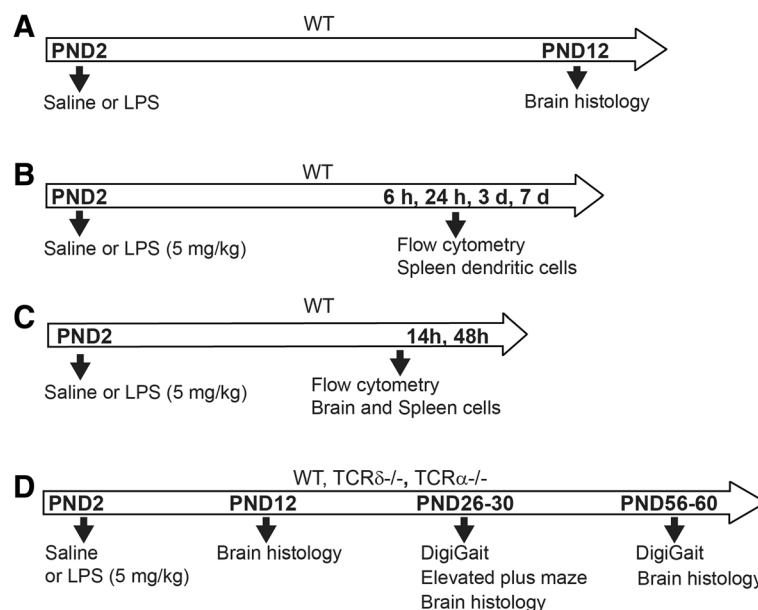 A
WT
PND2 PND12
Saline or LPS Brain histology
B
WT
PND2 6 h, 24 h, 3 d, 7 d
Saline or LPS (5 mg/kg) Flow cytometry
Spleen dendritic cells
C
WT
PND2 14h, 48h
Saline or LPS (5 mg/kg) Flow cytometry
Brain and Spleen cells
D
WT, TCRδ-/-, TCRα-/-
PND2 PND12 PND26-30 PND56-60
Saline Brain histology DigiGait DigiGait
or LPS (5 mg/kg) Elevated plus maze Brain histology
Brain histology